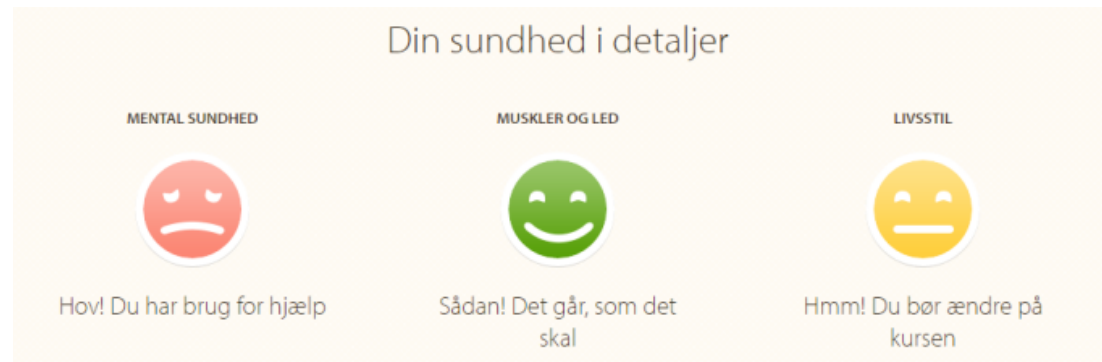 Din sundhed i detaljer
MENTAL SUNDHED
MUSKLER OG LED
LIVSSTIL
Hov! Du har brug for hjælp
Sådan! Det går, som det
skal
Hmm! Du bør ændre på
kursen